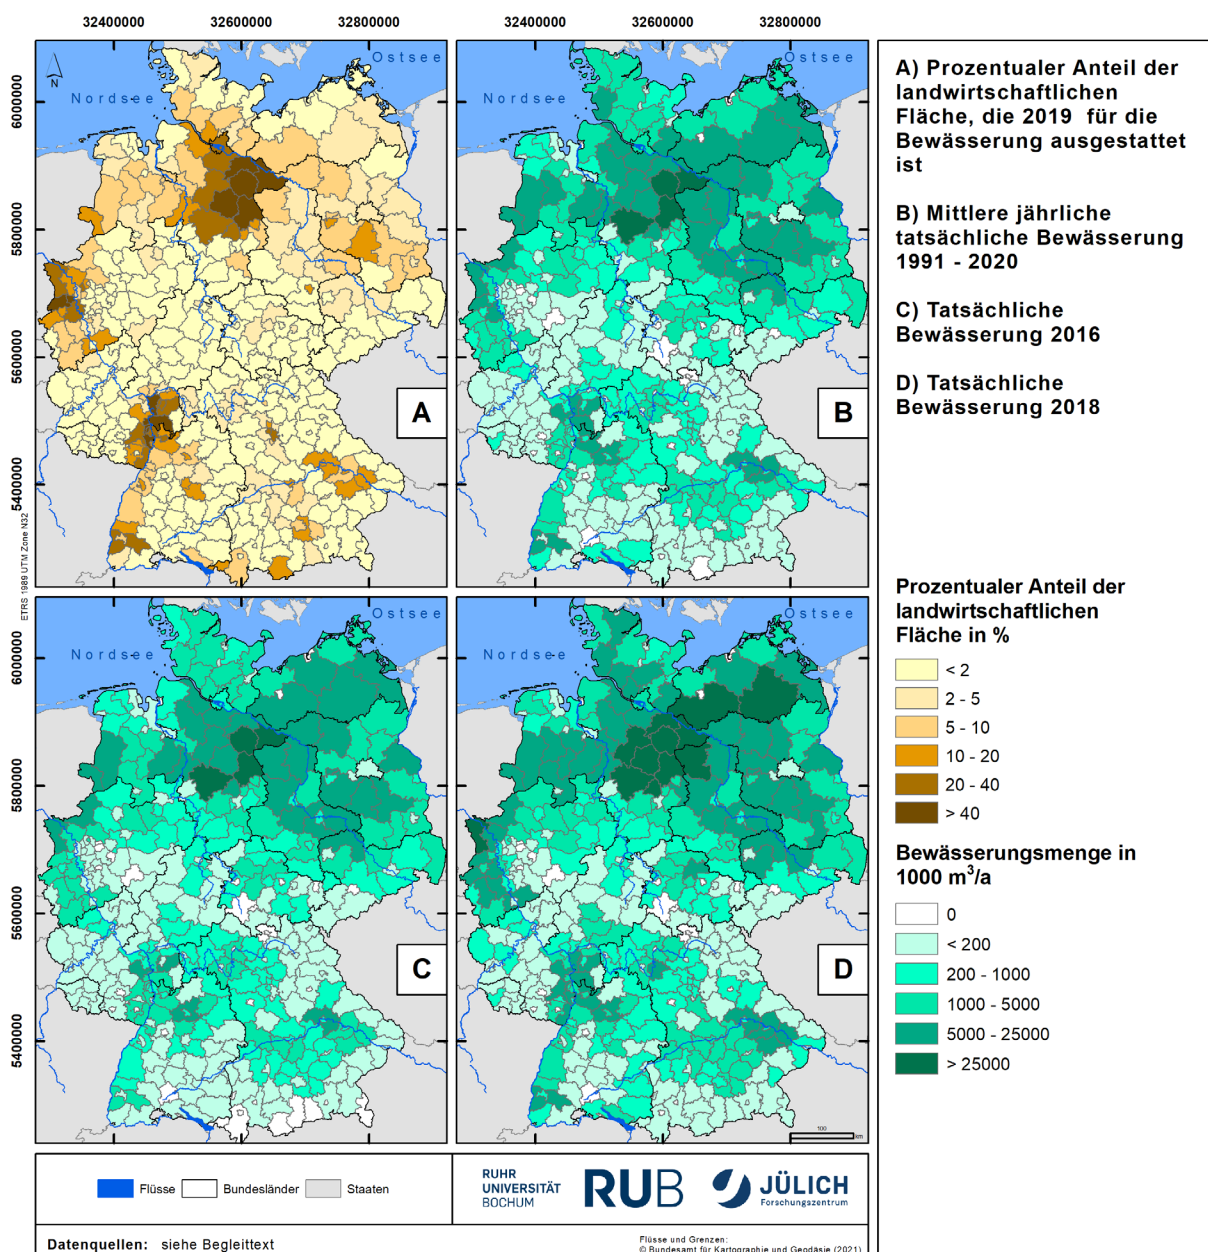 32400000 32600000 32800000 32400000 32600000 32800000
6000000
5800000
5600000
5400000
ETRS 1989 UTM Zone N32
N
Nordsee
Ostsee
A
Nordsee
Ostsee
B
6000000
5800000
5600000
5400000
Nordsee
Ostsee
C
Nordsee
Ostsee
D
100
km
A) Prozentualer Anteil der
landwirtschaftlichen
Fläche, die 2019 für die
Bewässerung ausgestattet
ist
B) Mittlere jährliche
tatsächliche Bewässerung
1991 - 2020
C) Tatsächliche
Bewässerung 2016
D) Tatsächliche
Bewässerung 2018
Prozentualer Anteil der
landwirtschaftlichen
Fläche in %
< 2
2 - 5
5 - 10
10 - 20
20 - 40
> 40
Bewässerungsmenge in
1000 m³/a
0
< 200
200 - 1000
1000 - 5000
5000 - 25000
> 25000
Flüsse Bundesländer Staaten
RUHR
UNIVERSITÄT
BOCHUM
RUB
JÜLICH
Forschungszentrum
Datenquellen: siehe Begleittext
Flüsse und Grenzen:
© Bundesamt für Kartographie und Geodäsie (2021)